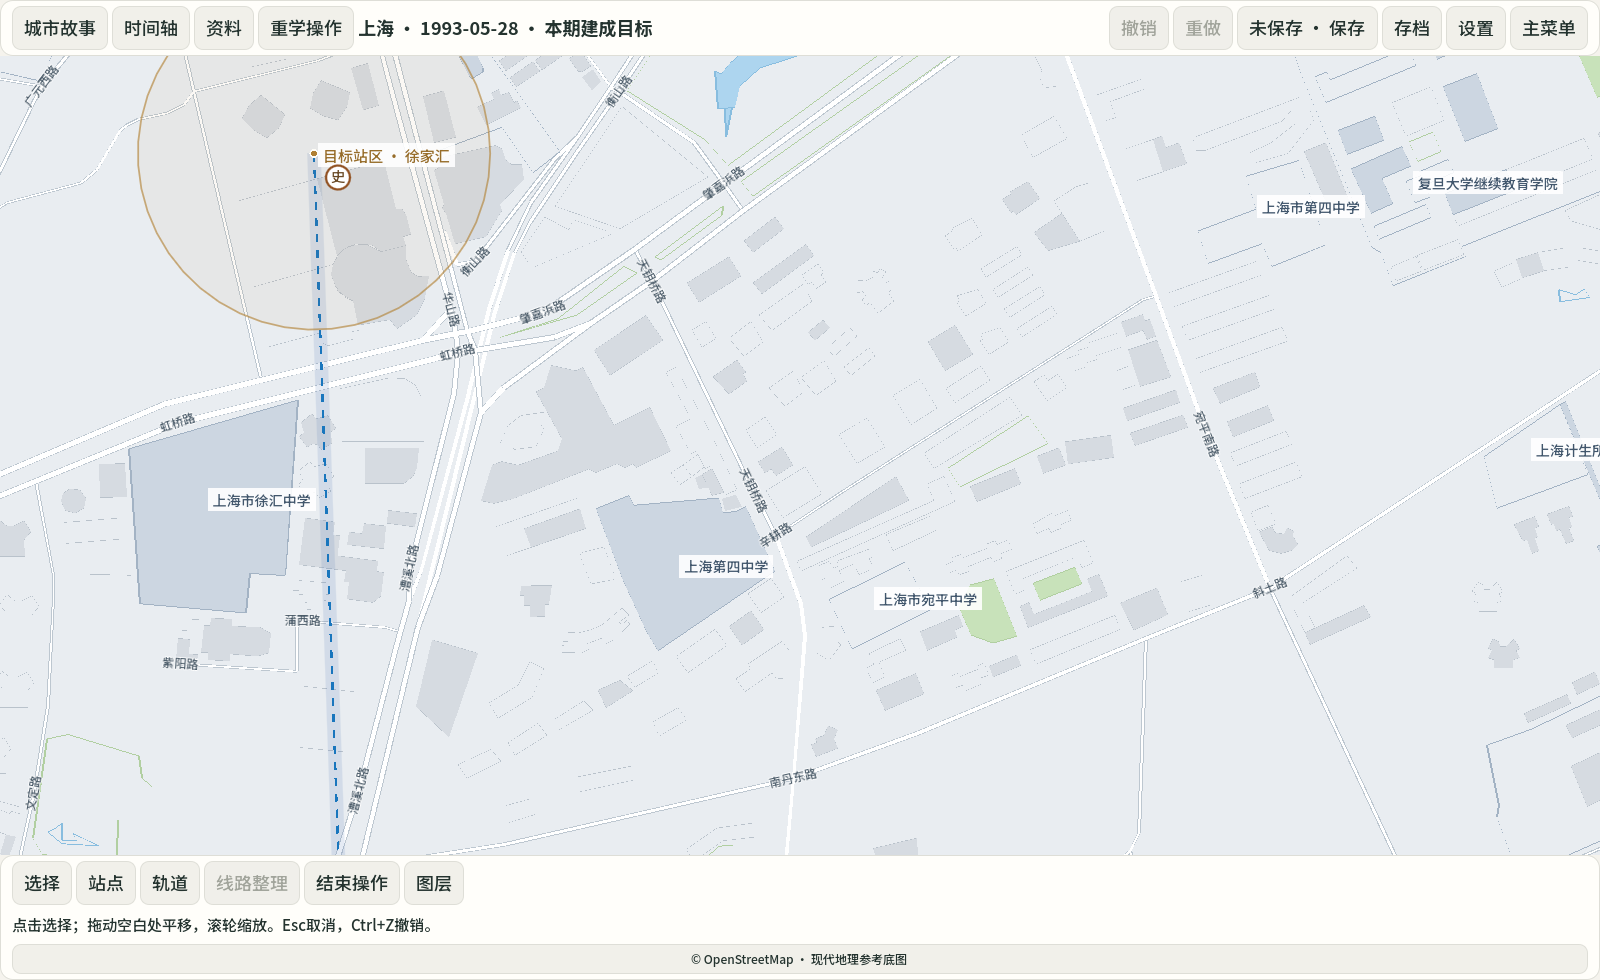 城市故事 时间轴 资料 重学操作 上海 · 1993-05-28 · 本期建成目标 撤销 重做 未保存 · 保存 存档 设置 主菜单
广元西路
衡山路
目标站区 · 徐家汇
史
肇嘉浜路
复旦大学继续教育学院
上海市第四中学
衡山路
天钥桥路
华山路
肇嘉浜路
虹桥路
虹桥路
宛平南路
上海计生所
上海市徐汇中学
天钥桥路
辛耕路
上海第四中学
漕溪北路
斜土路
上海市宛平中学
蒲西路
紫阳路
南丹东路
文定路
漕溪北路
选择 站点 轨道 线路整理 结束操作 图层
点击选择；拖动空白处平移，滚轮缩放。Esc取消，Ctrl+Z撤销。
© OpenStreetMap · 现代地理参考底图